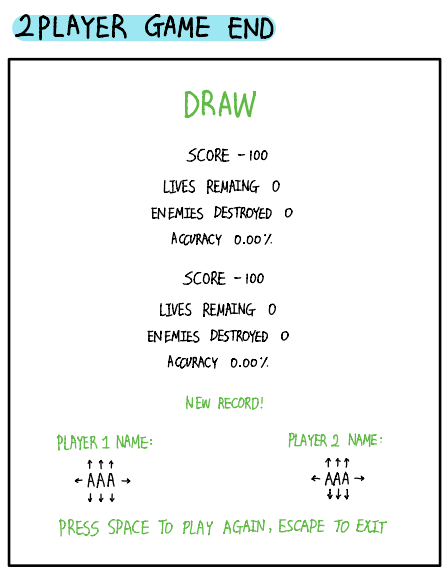 2PLAYER GAME END
DRAW
SCORE -100
LIVES REMAING 0
ENEMIES DESTROYED 0
ACCURACY 0.00%
SCORE -100
LIVES REMAING 0
ENEMIES DESTROYED 0
ACCURACY 0.00%
NEW RECORD!
PLAYER 1 NAME:
↑↑↑
←AAA→
↓↓↓
PLAYER 2 NAME:
↑↑↑
←AAA→
↓↓↓
PRESS SPACE TO PLAY AGAIN, ESCAPE TO EXIT